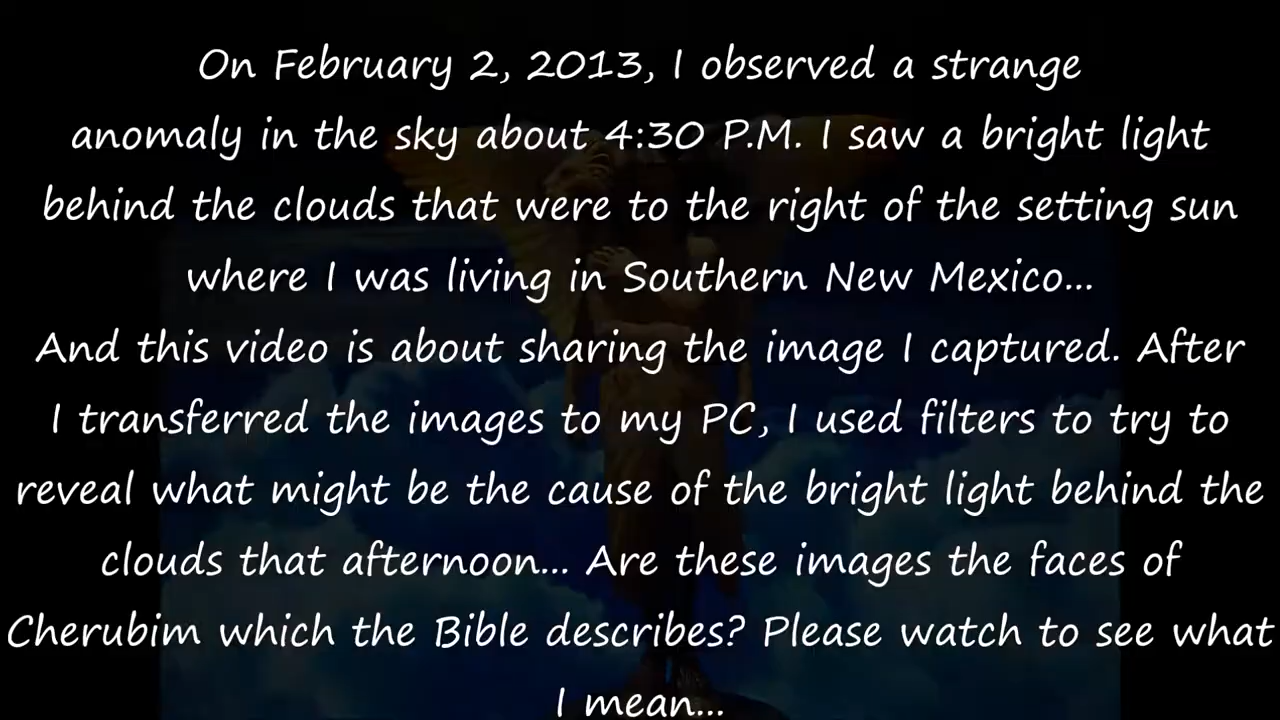 On February 2, 2013, I observed a strange
anomaly in the sky about 4:30 P.M. I saw a bright light
behind the clouds that were to the right of the setting sun
where I was living in Southern New Mexico...
And this video is about sharing the image I captured. After
I transferred the images to my PC, I used filters to try to
reveal what might be the cause of the bright light behind the
clouds that afternoon... Are these images the faces of
Cherubim which the Bible describes? Please watch to see what
I mean...